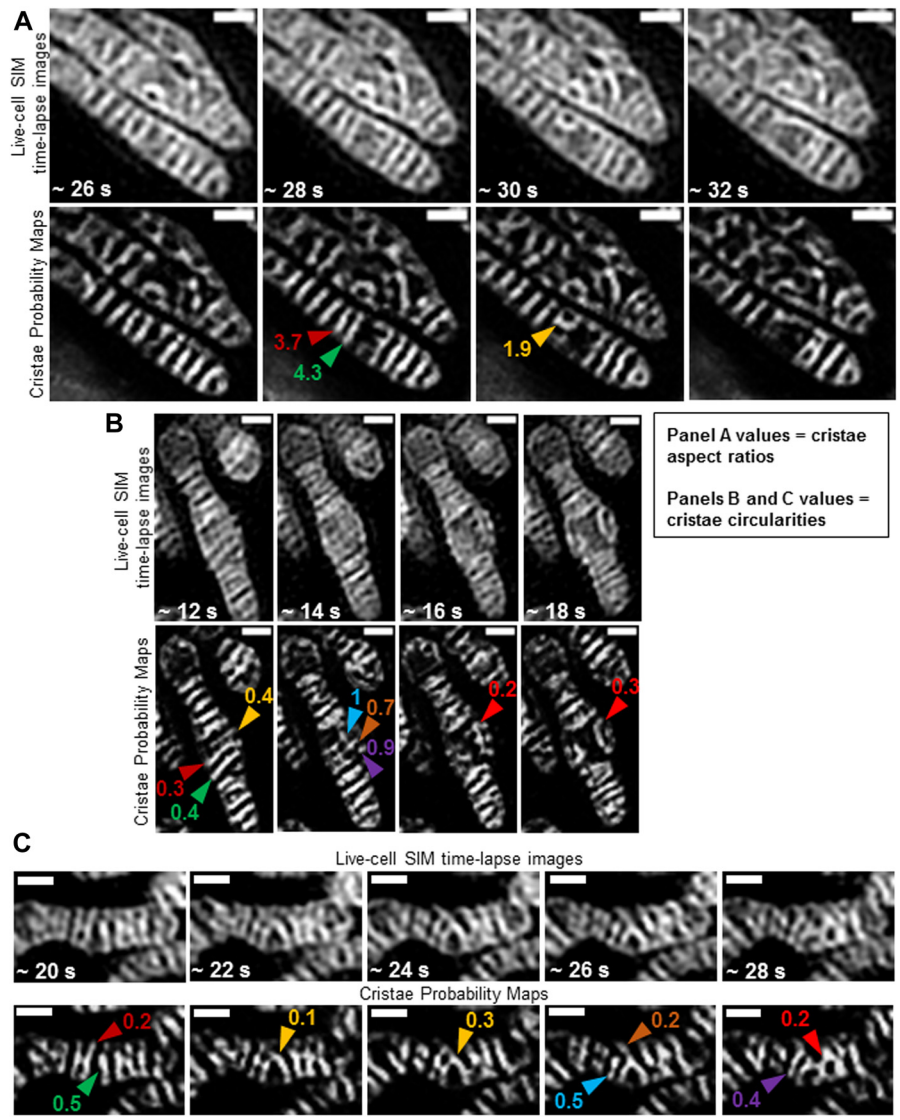 A
Live-cell SIM
time-lapse images
~ 26 s
~ 28 s
~ 30 s
~ 32 s
Cristae Probability Maps
3.7
4.3
1.9
B
Live-cell SIM
time-lapse images
~ 12 s
~ 14 s
~ 16 s
~ 18 s
Panel A values = cristae
aspect ratios
Panels B and C values =
cristae circularities
Cristae Probability Maps
0.4
0.3
0.4
1
0.7
0.9
0.2
0.3
C
Live-cell SIM time-lapse images
~ 20 s
~ 22 s
~ 24 s
~ 26 s
~ 28 s
Cristae Probability Maps
0.2
0.5
0.1
0.3
0.2
0.5
0.2
0.4